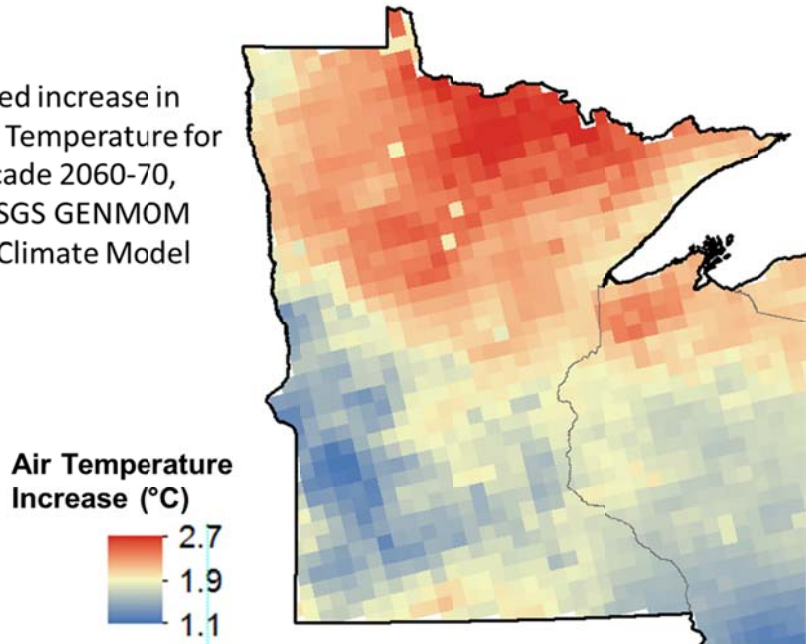 ed increase in
Temperature for
cade 2060-70,
SGS GENMOM
Climate Model
Air Temperature
Increase (°C)
2.7
1.9
1.1